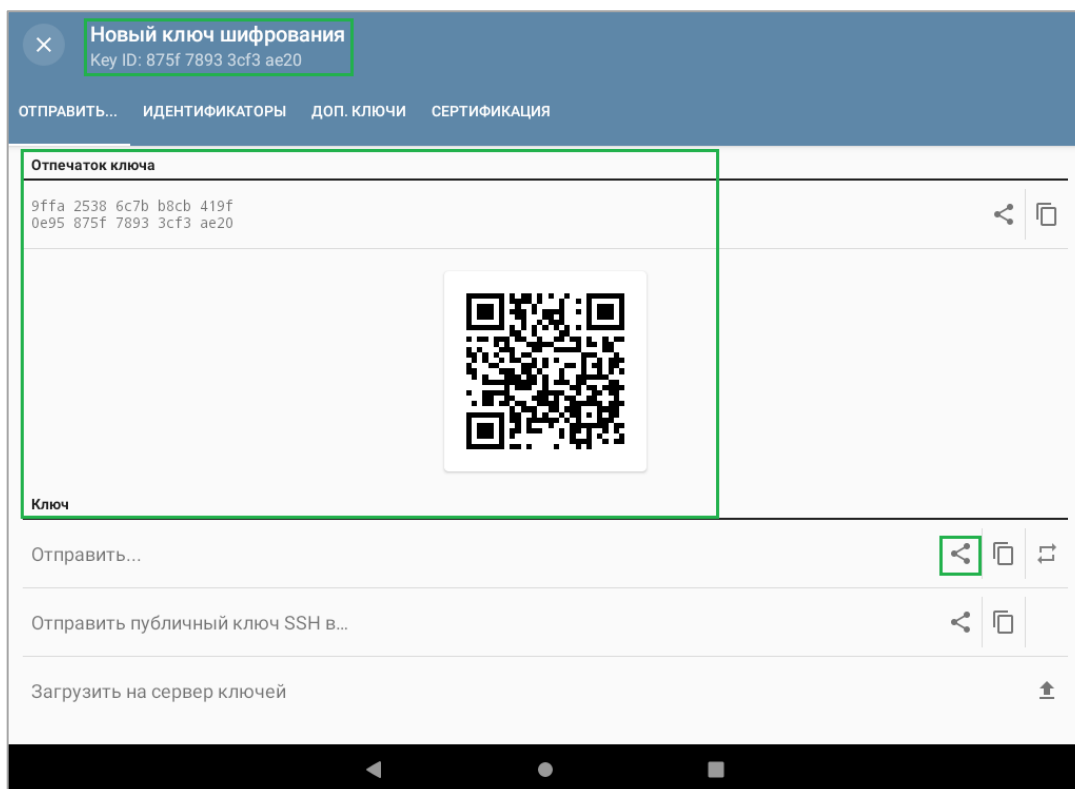 Новый ключ шифрования
Key ID: 875f 7893 3cf3 ae20
ОТПРАВИТЬ... ИДЕНТИФИКАТОРЫ ДОП. КЛЮЧИ СЕРТИФИКАЦИЯ
Отпечаток ключа
9ffa 2538 6c7b b8cb 419f
0e95 875f 7893 3cf3 ae20
Ключ
Отправить...
Отправить публичный ключ SSH в...
Загрузить на сервер ключей